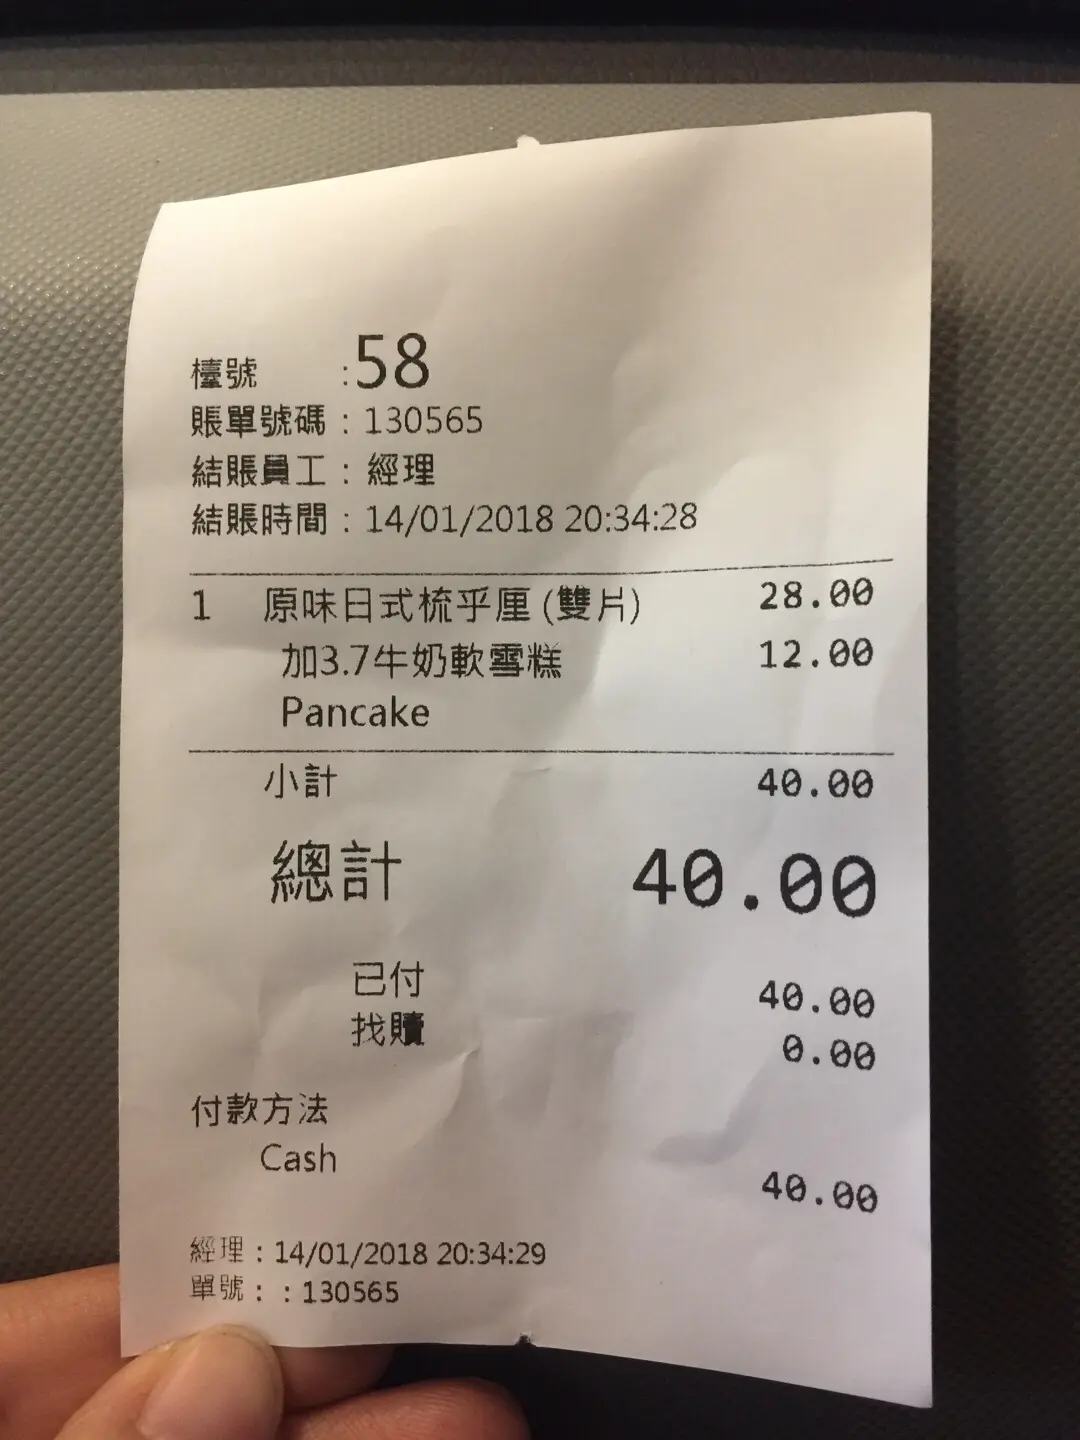 檯號 :58
賬單號碼 : 130565
結賬員工 : 經理
結賬時間 : 14/01/2018 20:34:28
1 原味日式梳乎厘 (雙片) 28.00
加3.7牛奶軟雪糕 12.00
Pancake
小計 40.00
總計 40.00
已付 40.00
找贖 0.00
付款方法
Cash
40.00
經理 : 14/01/2018 20:34:29
單號 : : 130565